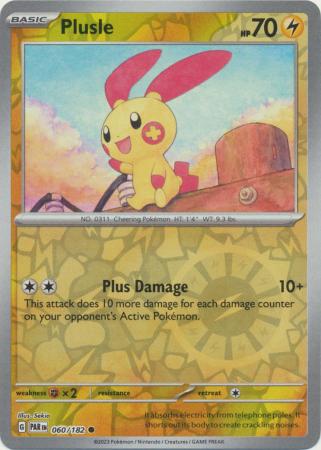 BASIC
Plusle
HP 70
NO. 0311. Cheering Pokémon. HT: 1'4" WT: 9.3 lbs.
Plus Damage 10+
This attack does 10 more damage for each damage counter
on your opponent's Active Pokémon.
weakness ×2 resistance retreat
Illus. Sekio
G PAR EN 060/182
It absorbs electricity from telephone poles. It
shorts out its body to create crackling noises.
©2023 Pokémon / Nintendo / Creatures / GAME FREAK